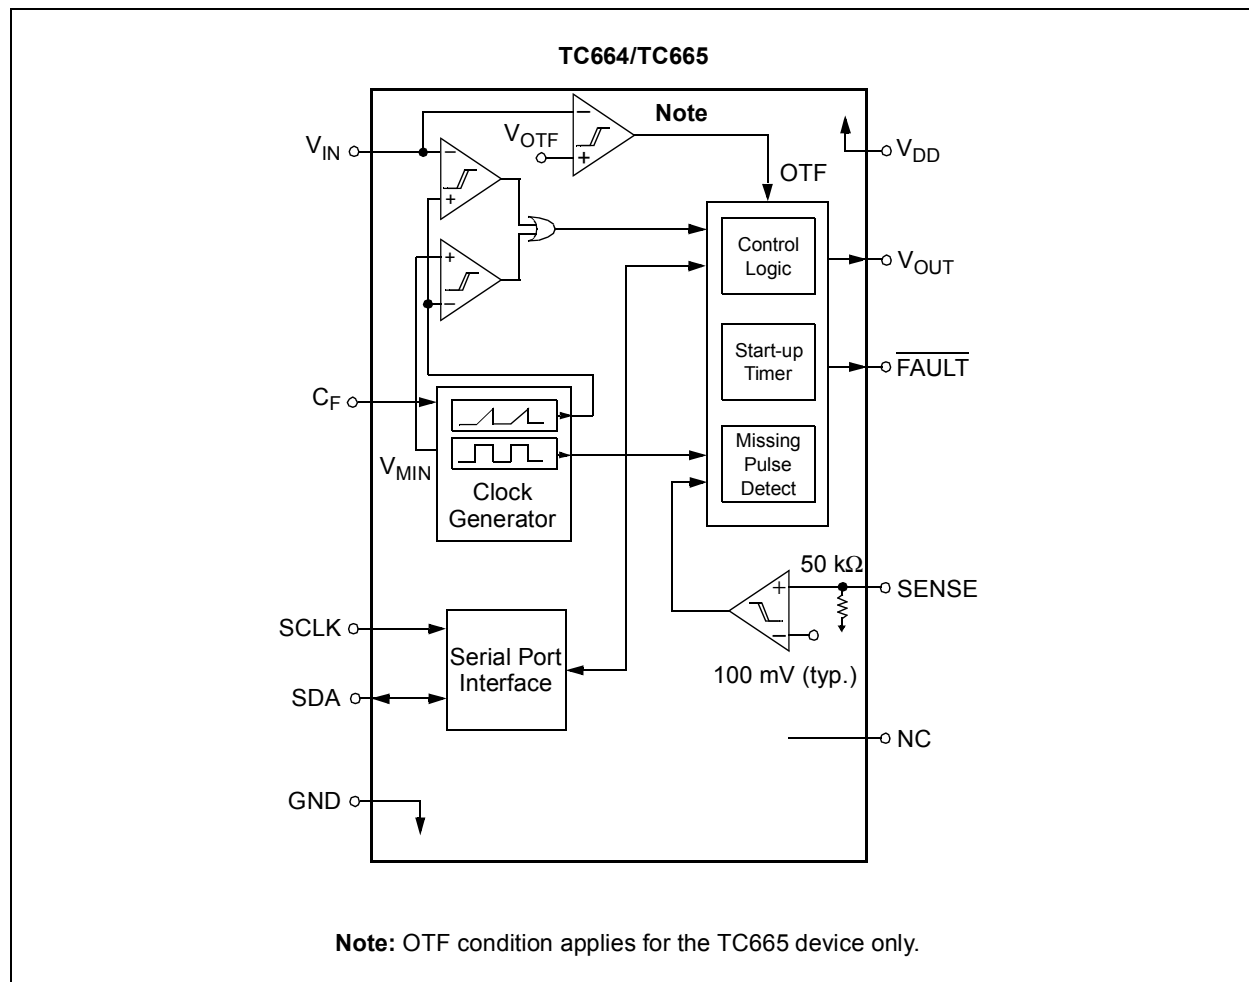 TC664/TC665
Note
VIN
VOTF
VDD
OTF
Control
Logic
VOUT
Start-up
Timer
FAULT
CF
Missing
Pulse
Detect
VMIN
Clock
Generator
50 kΩ
SENSE
SCLK
Serial Port
Interface
100 mV (typ.)
SDA
NC
GND
Note: OTF condition applies for the TC665 device only.